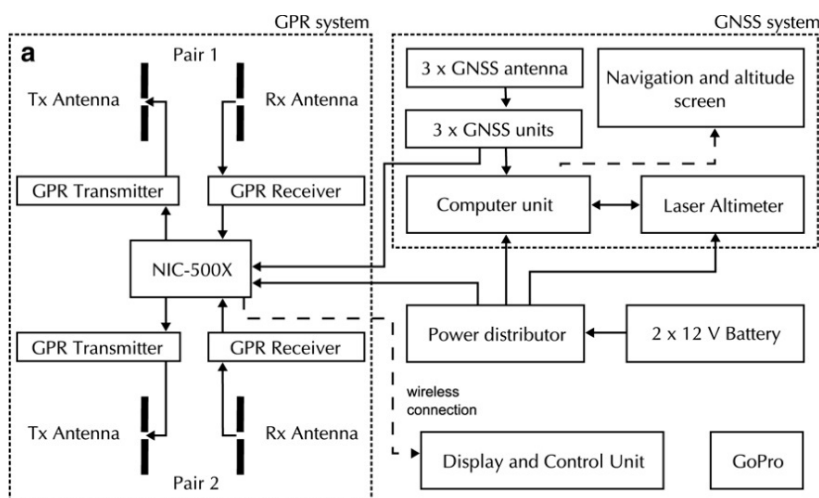 GPR system
GNSS system
a
Pair 1
Tx Antenna
Rx Antenna
GPR Transmitter
GPR Receiver
NIC-500X
GPR Transmitter
GPR Receiver
Tx Antenna
Rx Antenna
Pair 2
3 x GNSS antenna
3 x GNSS units
Navigation and altitude
screen
Computer unit
Laser Altimeter
Power distributor
2 x 12 V Battery
wireless
connection
Display and Control Unit
GoPro